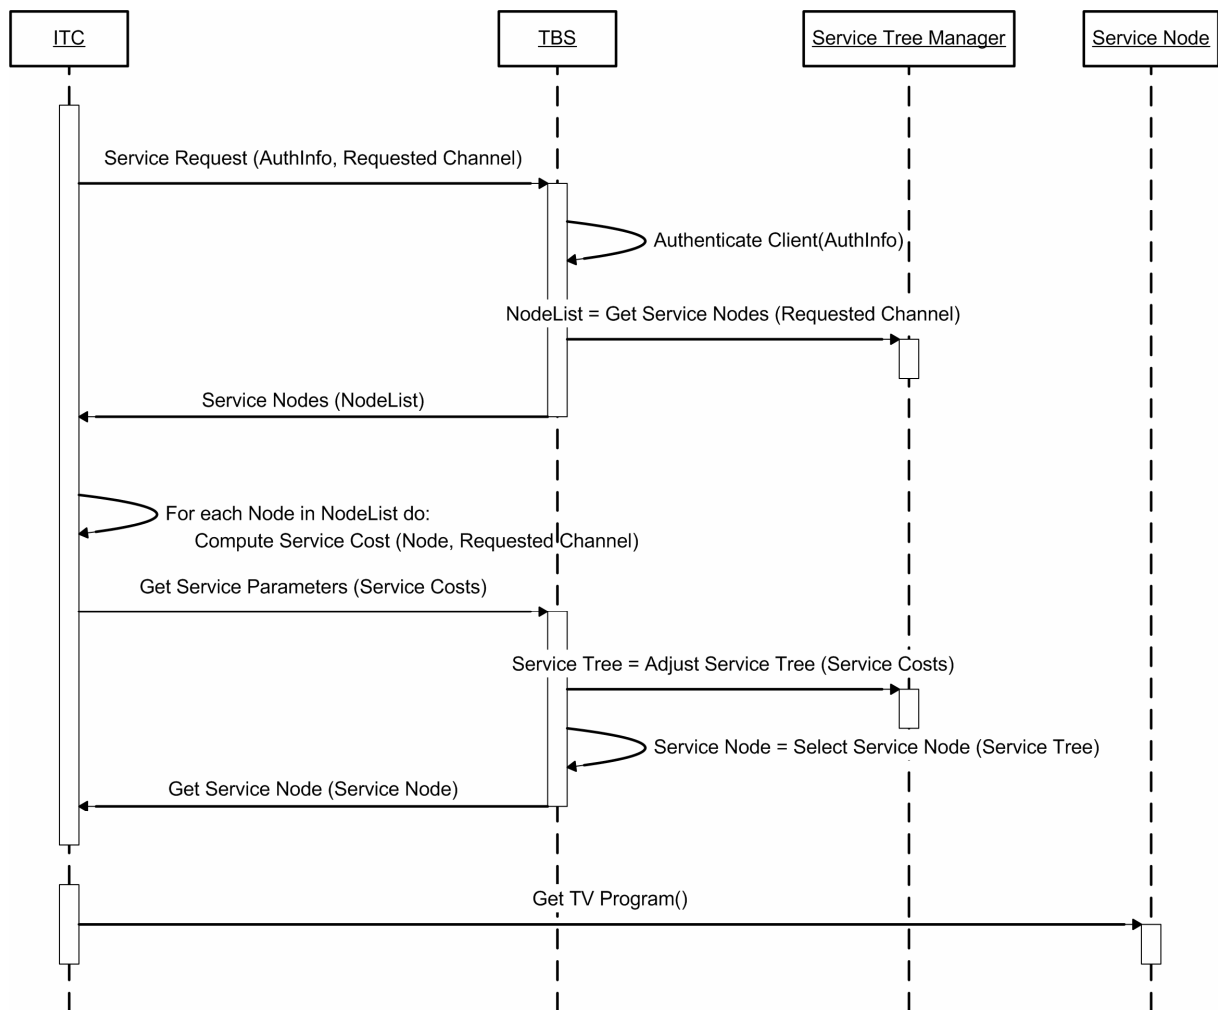 ITC
TBS
Service Tree Manager
Service Node
Service Request (AuthInfo, Requested Channel)
Authenticate Client(AuthInfo)
NodeList = Get Service Nodes (Requested Channel)
Service Nodes (NodeList)
For each Node in NodeList do:
Compute Service Cost (Node, Requested Channel)
Get Service Parameters (Service Costs)
Service Tree = Adjust Service Tree (Service Costs)
Service Node = Select Service Node (Service Tree)
Get Service Node (Service Node)
Get TV Program()